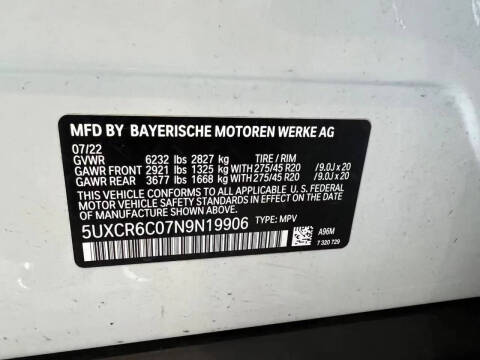 MFD BY BAYERISCHE MOTOREN WERKE AG
07/22
GVWR 6232 lbs 2827 kg TIRE / RIM
GAWR FRONT 2921 lbs 1325 kg WITH 275/45 R20 /9.0J x 20
GAWR REAR 3677 lbs 1668 kg WITH 275/45 R20 /9.0J x 20
THIS VEHICLE CONFORMS TO ALL APPLICABLE U.S. FEDERAL
MOTOR VEHICLE SAFETY STANDARDS IN EFFECT ON THE DATE
OF MANUFACTURE SHOWN ABOVE.
5UXCR6C07N9N19906 TYPE: MPV
A96M
7 320 729